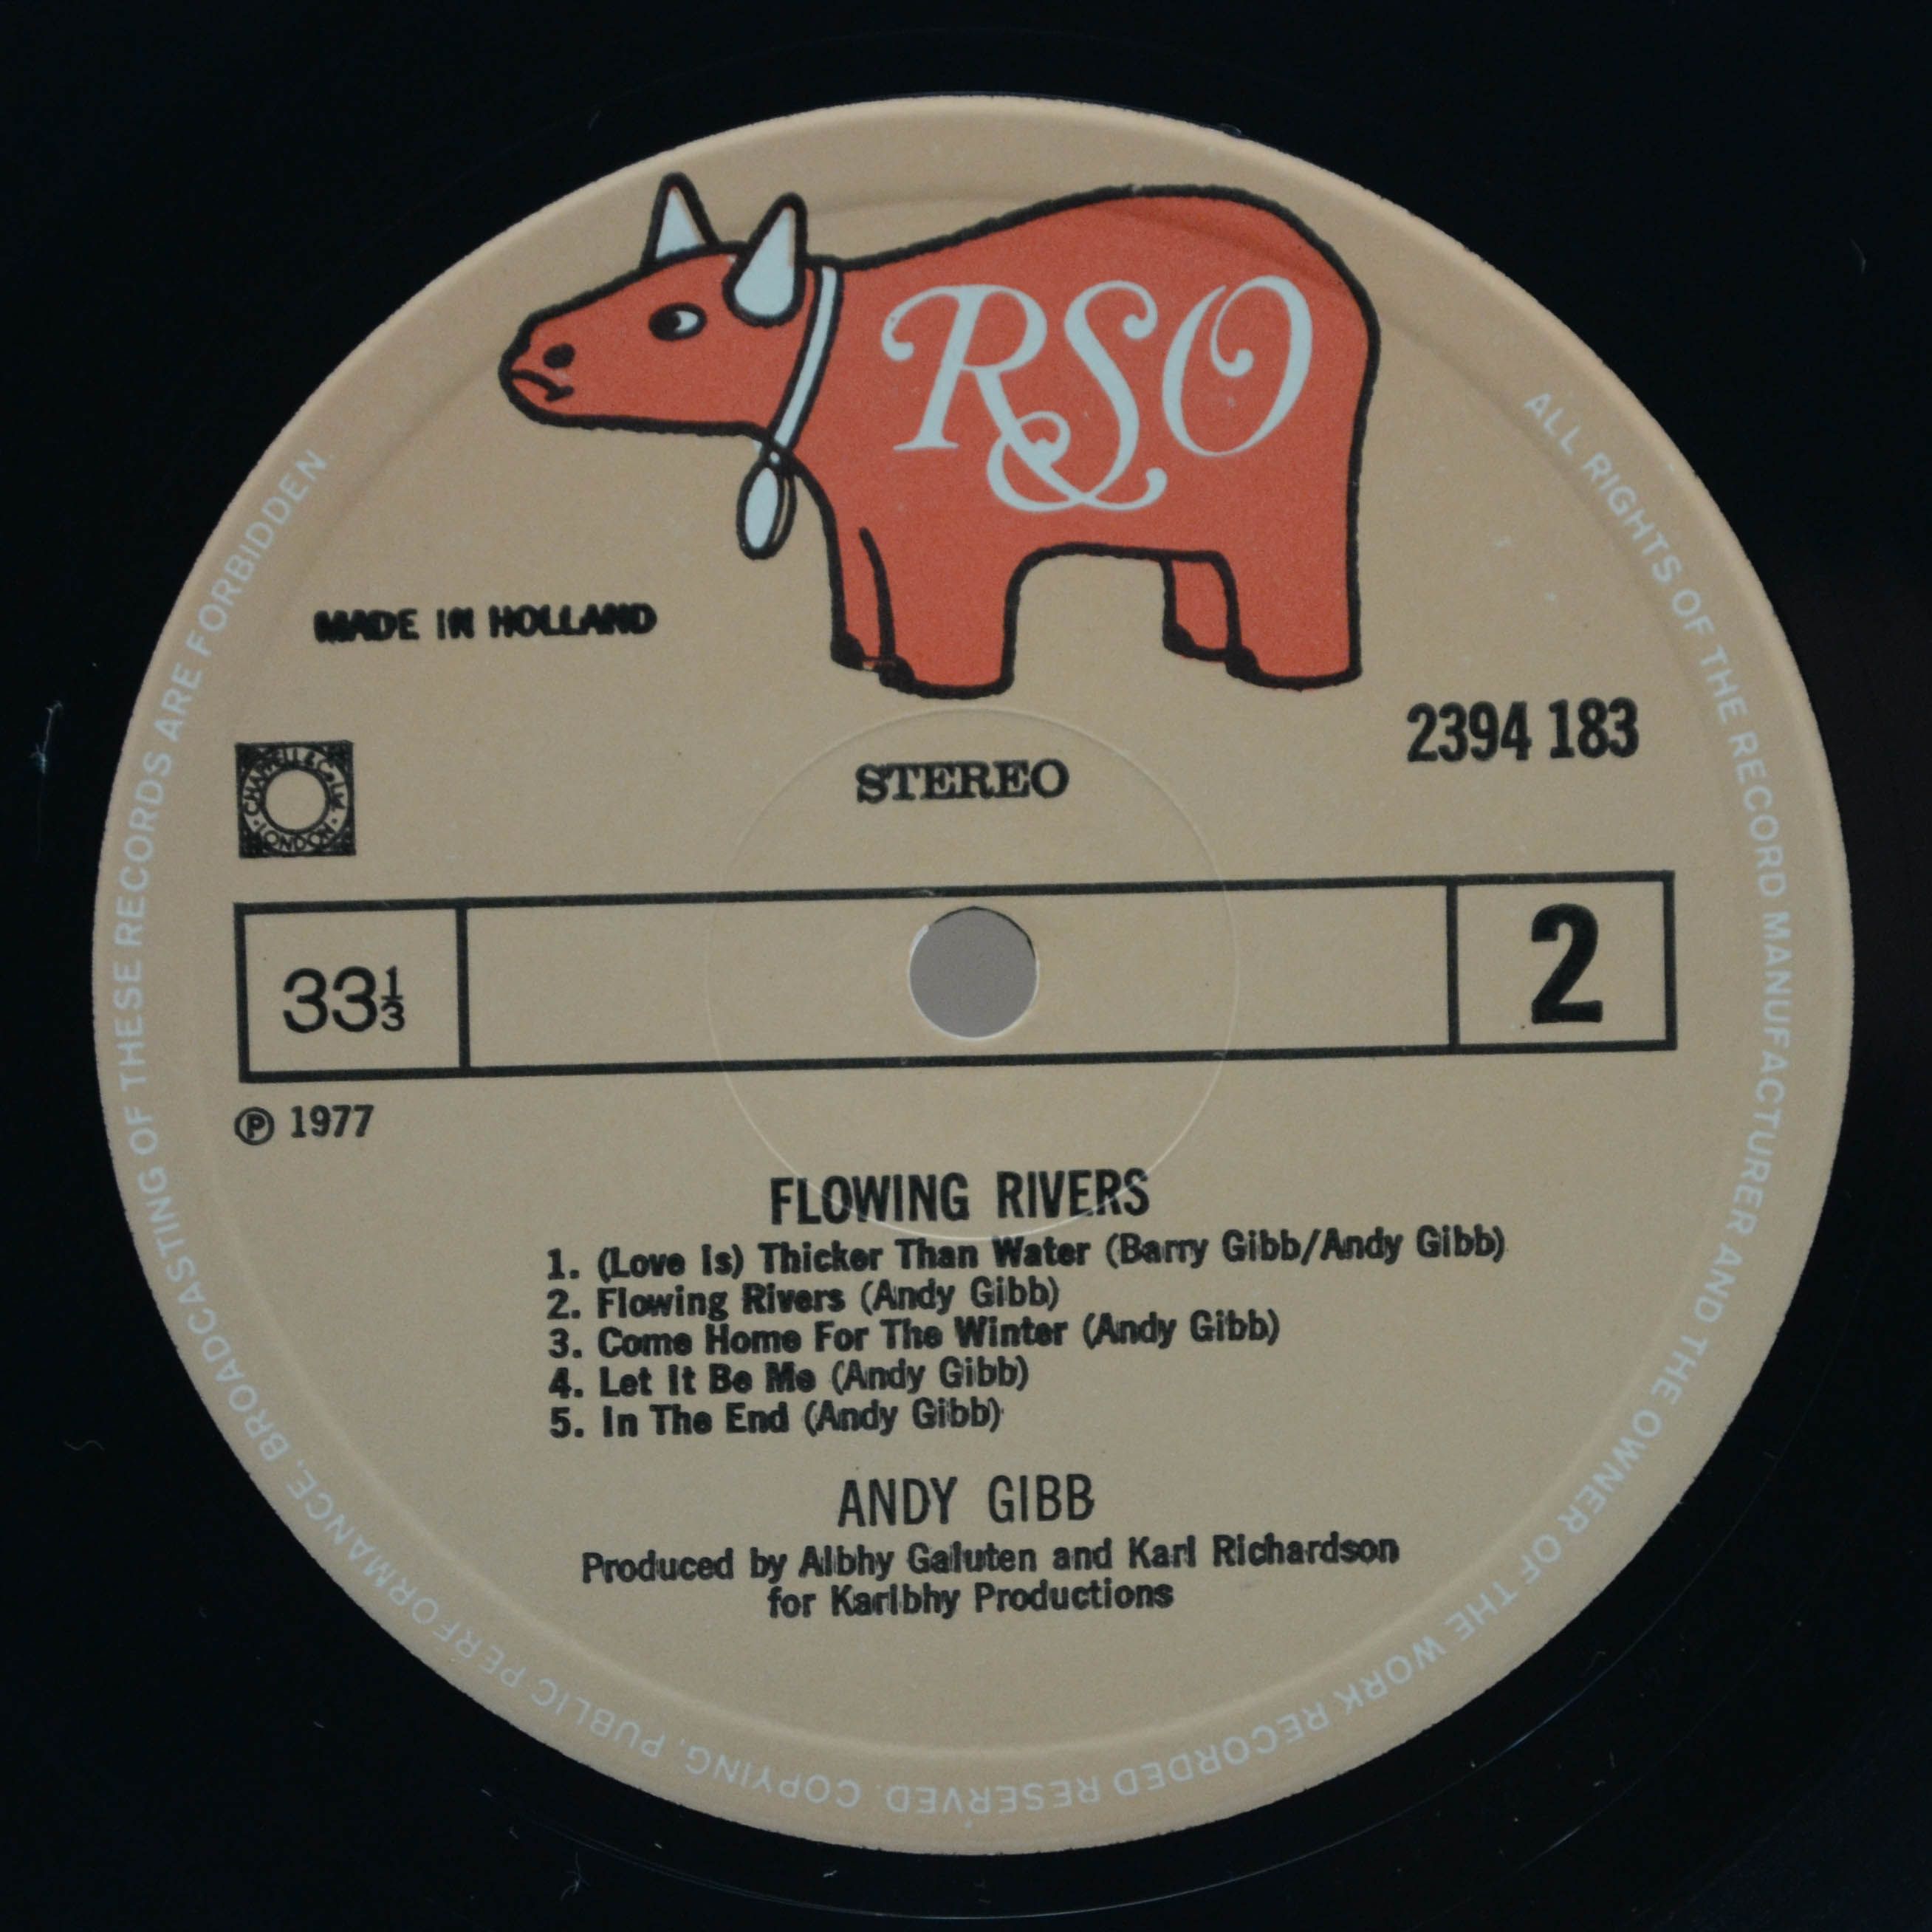 RSO
MADE IN HOLLAND
2394 183
CHAPPELL & Co Ltd. · LONDON ·
STEREO
33⅓
2
℗ 1977
FLOWING RIVERS
1. (Love Is) Thicker Than Water (Barry Gibb/Andy Gibb)
2. Flowing Rivers (Andy Gibb)
3. Come Home For The Winter (Andy Gibb)
4. Let It Be Me (Andy Gibb)
5. In The End (Andy Gibb)
ANDY GIBB
Produced by Albhy Galuten and Karl Richardson
for Karlbhy Productions
ALL RIGHTS OF THE RECORD MANUFACTURER AND THE OWNER OF THE WORK RECORDED RESERVED. COPYING, PUBLIC PERFORMANCE, BROADCASTING OF THESE RECORDS ARE FORBIDDEN